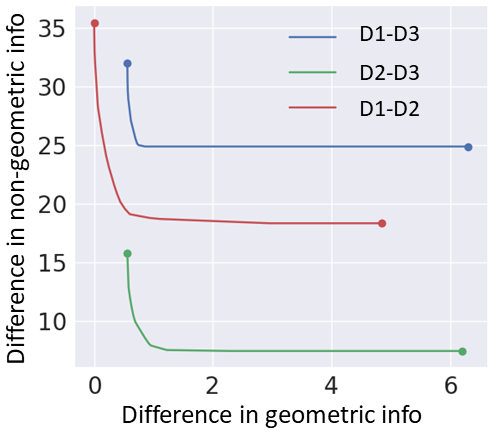 Difference in non-geometric info
35
30
25
20
15
10
D1-D3
D2-D3
D1-D2
0 2 4 6
Difference in geometric info